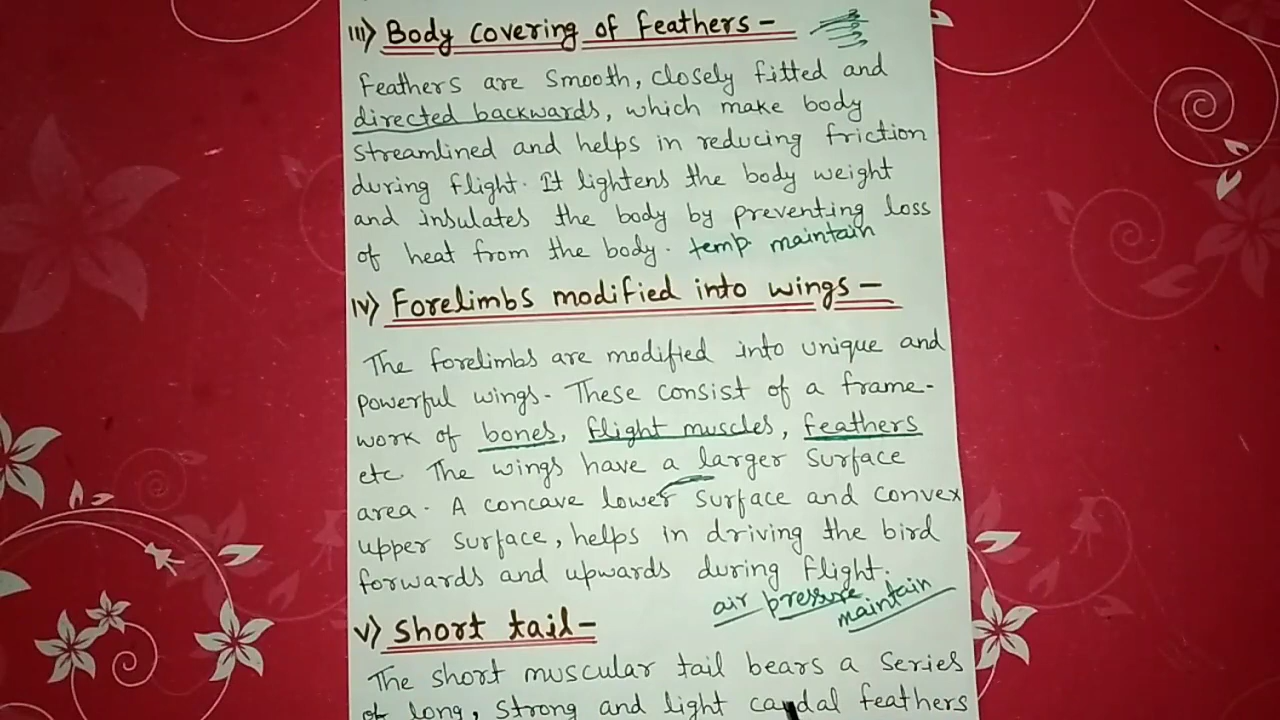 III) Body covering of feathers -
Feathers are smooth, closely fitted and
directed backwards, which make body
streamlined and helps in reducing friction
during flight. It lightens the body weight
and insulates the body by preventing loss
of heat from the body. temp. maintain
IV) Forelimbs modified into wings -
The forelimbs are modified into unique and
powerful wings - These consist of a frame-
work of bones, flight muscles, feathers
etc. The wings have a larger surface
area. A concave lower surface and convex
upper surface, helps in driving the bird
forwards and upwards during flight.
air pressure maintain
V) Short tail -
The short muscular tail bears a series
of long, strong and light caudal feathers